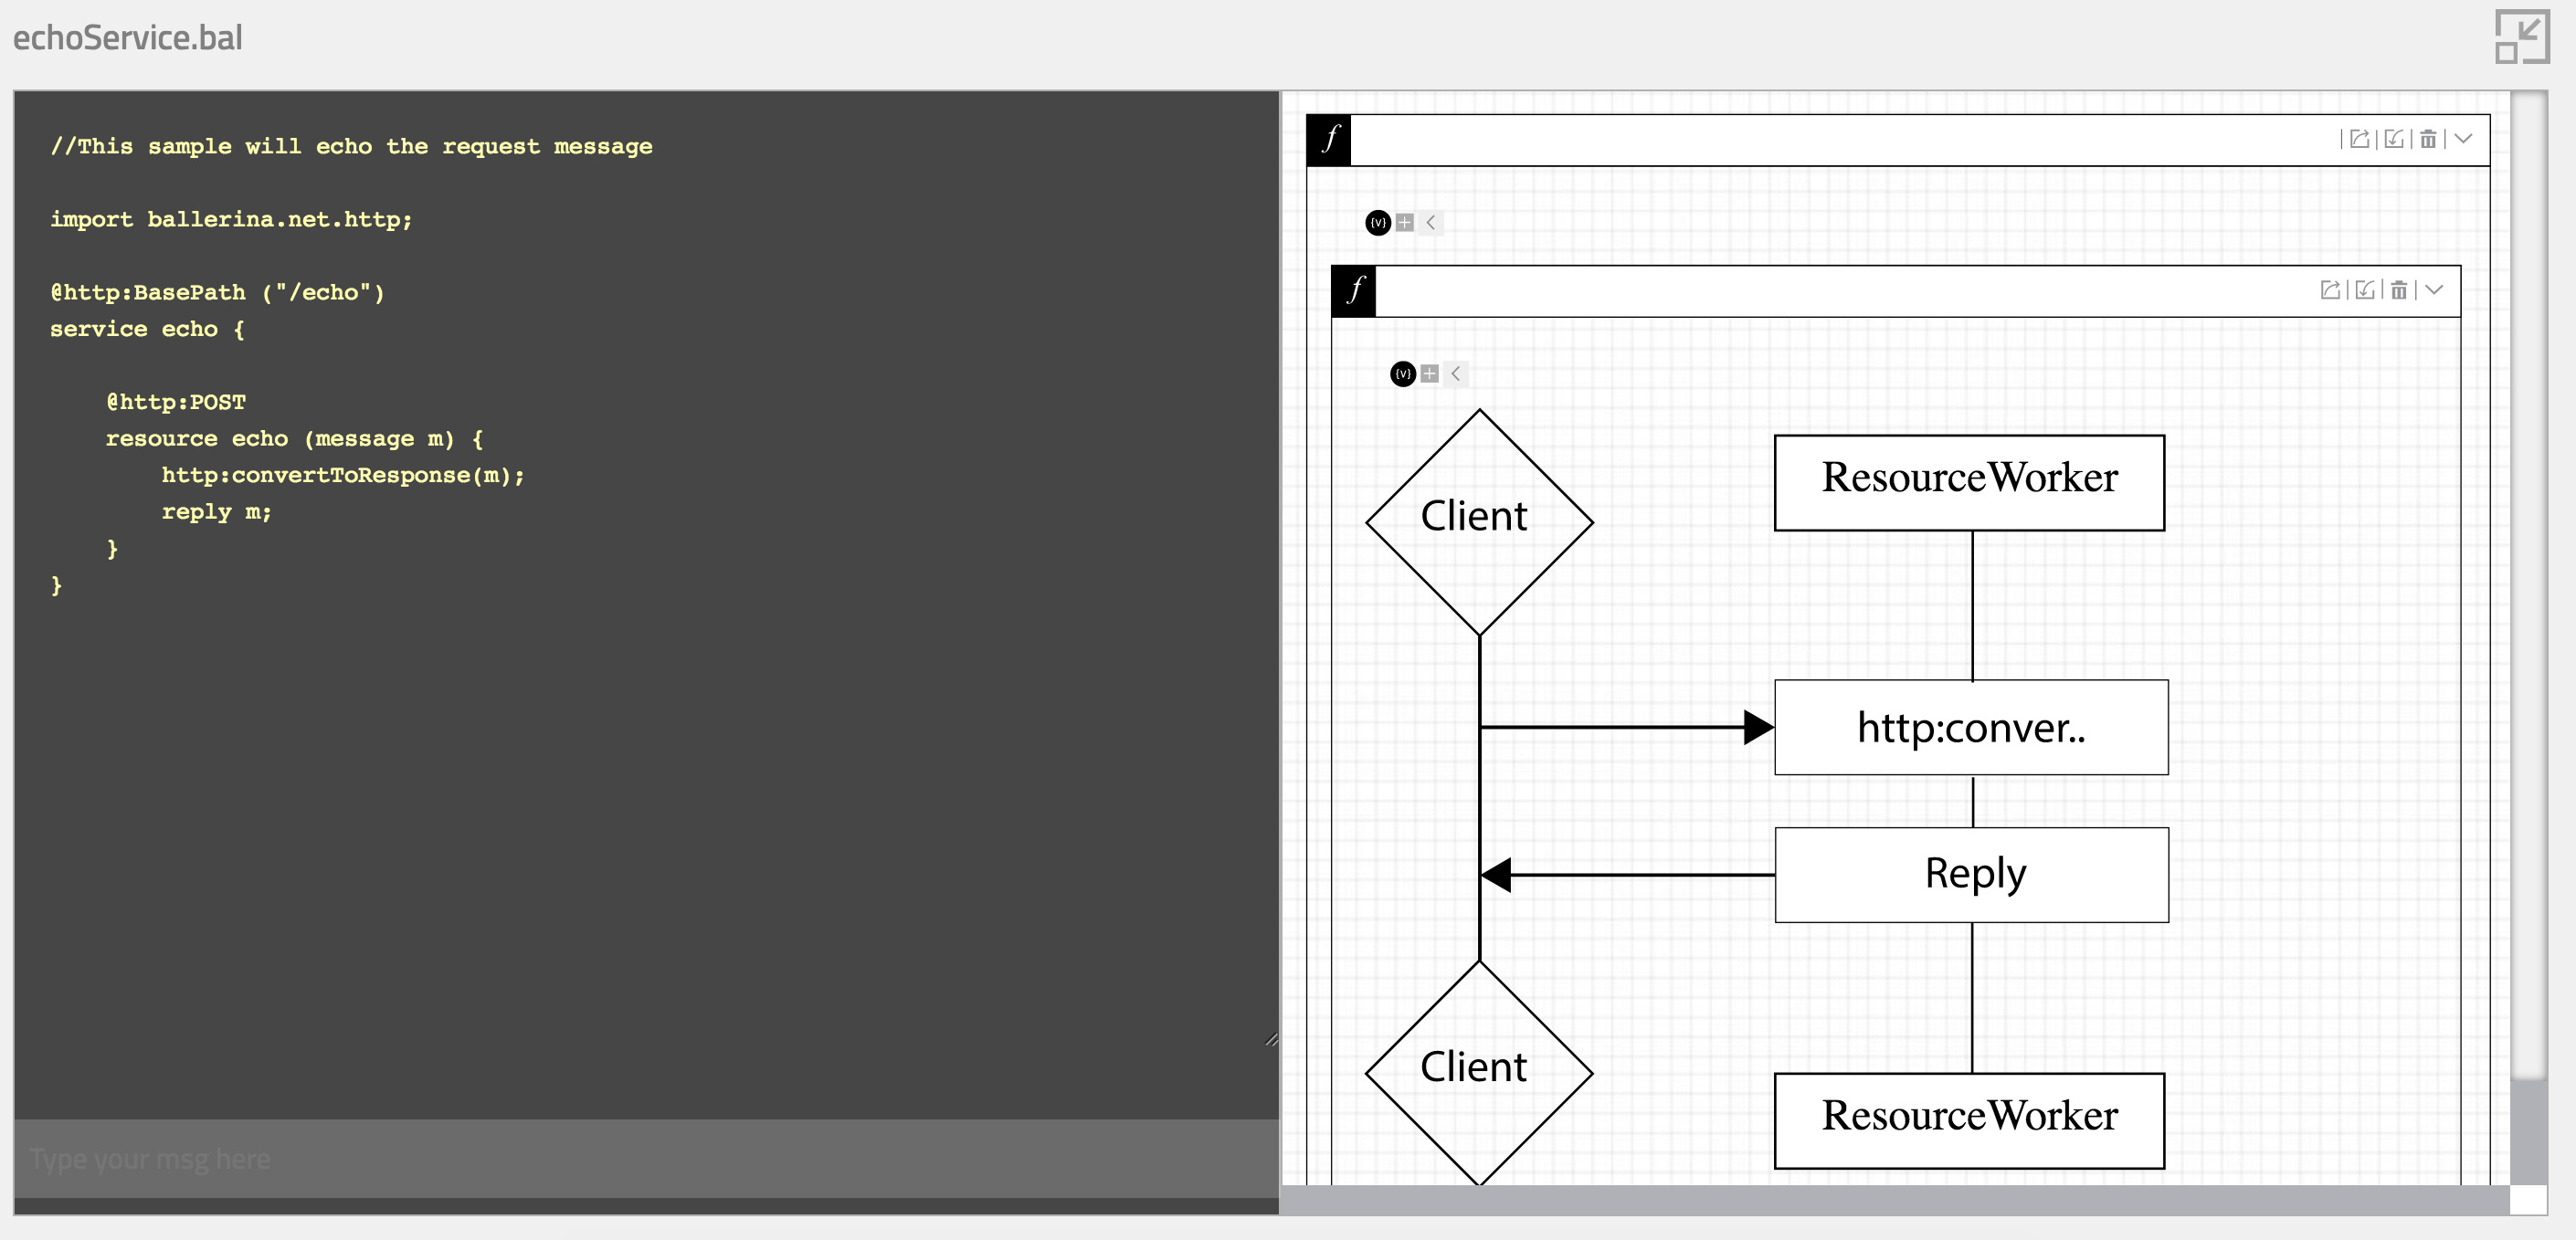 echoService.bal
//This sample will echo the request message
import ballerina.net.http;
@http:BasePath ("/echo")
service echo {
@http:POST
resource echo (message m) {
http:convertToResponse(m);
reply m;
}
}
Type your msg here
f
{v}
f
{v}
Client
ResourceWorker
http:conver..
Reply
Client
ResourceWorker